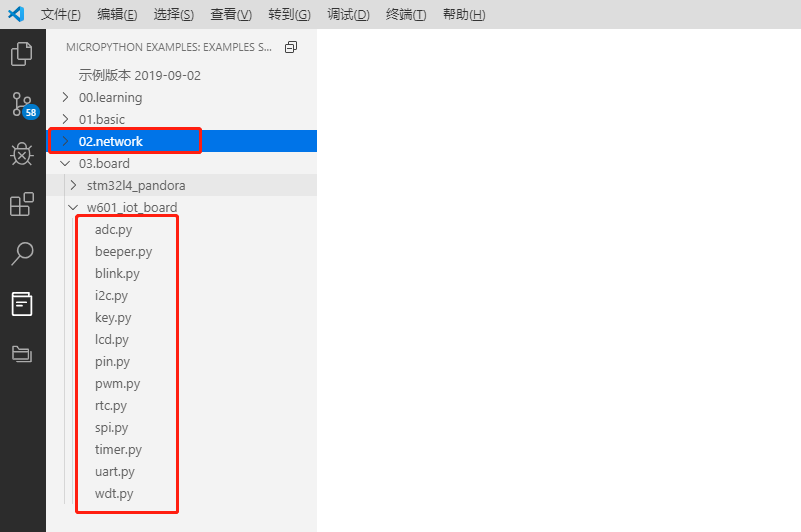 文件(F) 编辑(E) 选择(S) 查看(V) 转到(G) 调试(D) 终端(T) 帮助(H)
MICROPYTHON EXAMPLES: EXAMPLES S...
示例版本 2019-09-02
00.learning
58
01.basic
02.network
03.board
stm32l4_pandora
w601_iot_board
adc.py
beeper.py
blink.py
i2c.py
key.py
lcd.py
pin.py
pwm.py
rtc.py
spi.py
timer.py
uart.py
wdt.py